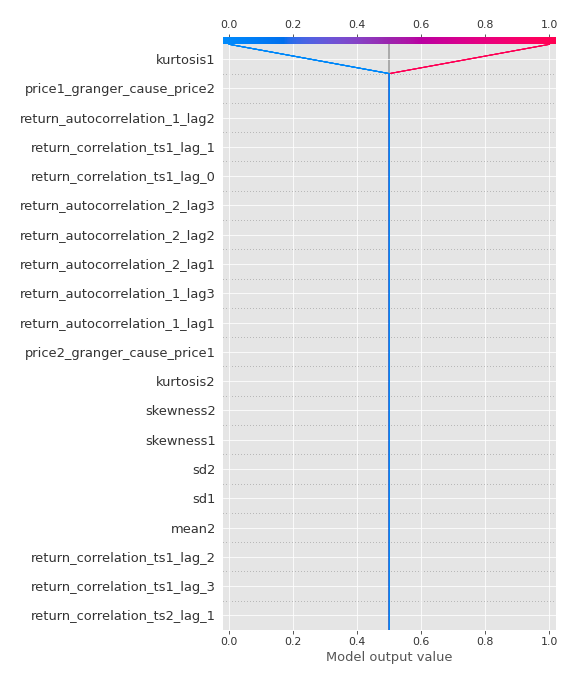 0.0 0.2 0.4 0.6 0.8 1.0
kurtosis1
price1_granger_cause_price2
return_autocorrelation_1_lag2
return_correlation_ts1_lag_1
return_correlation_ts1_lag_0
return_autocorrelation_2_lag3
return_autocorrelation_2_lag2
return_autocorrelation_2_lag1
return_autocorrelation_1_lag3
return_autocorrelation_1_lag1
price2_granger_cause_price1
kurtosis2
skewness2
skewness1
sd2
sd1
mean2
return_correlation_ts1_lag_2
return_correlation_ts1_lag_3
return_correlation_ts2_lag_1
0.0 0.2 0.4 0.6 0.8 1.0
Model output value